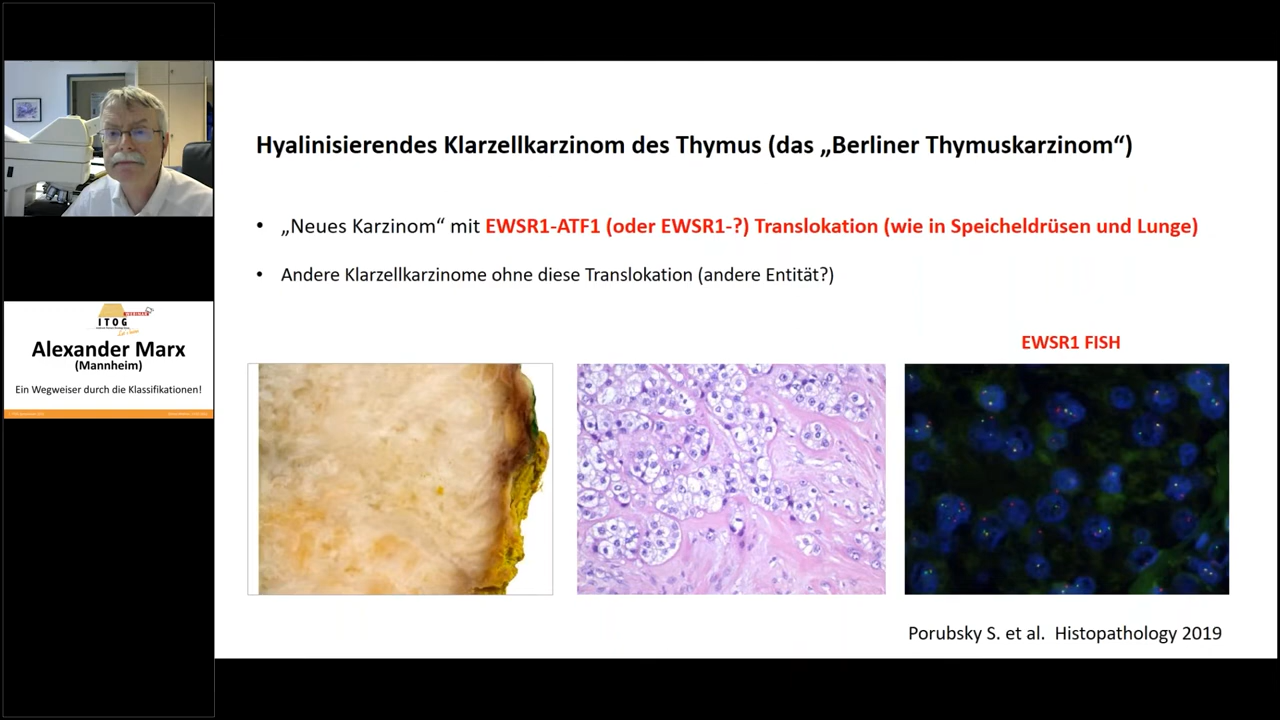 Hyalinisierendes Klarzellkarzinom des Thymus (das „Berliner Thymuskarzinom“)
• „Neues Karzinom“ mit EWSR1-ATF1 (oder EWSR1-?) Translokation (wie in Speicheldrüsen und Lunge)
• Andere Klarzellkarzinome ohne diese Translokation (andere Entität?)
EWSR1 FISH
Porubsky S. et al. Histopathology 2019
WEBINAR
ITOG
Alexander Marx
(Mannheim)
Ein Wegweiser durch die Klassifikationen!